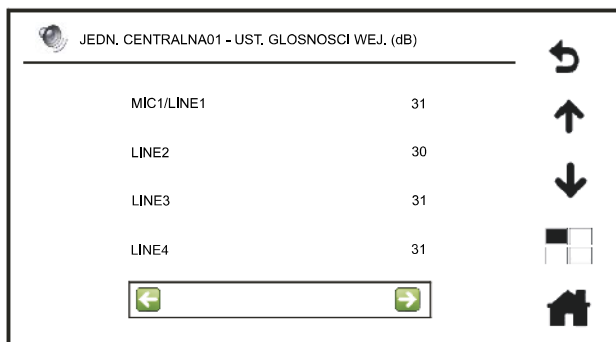 JEDN. CENTRALNA01 - UST. GLOSNOSCI WEJ. (dB)
MIC1/LINE1 31
LINE2 30
LINE3 31
LINE4 31